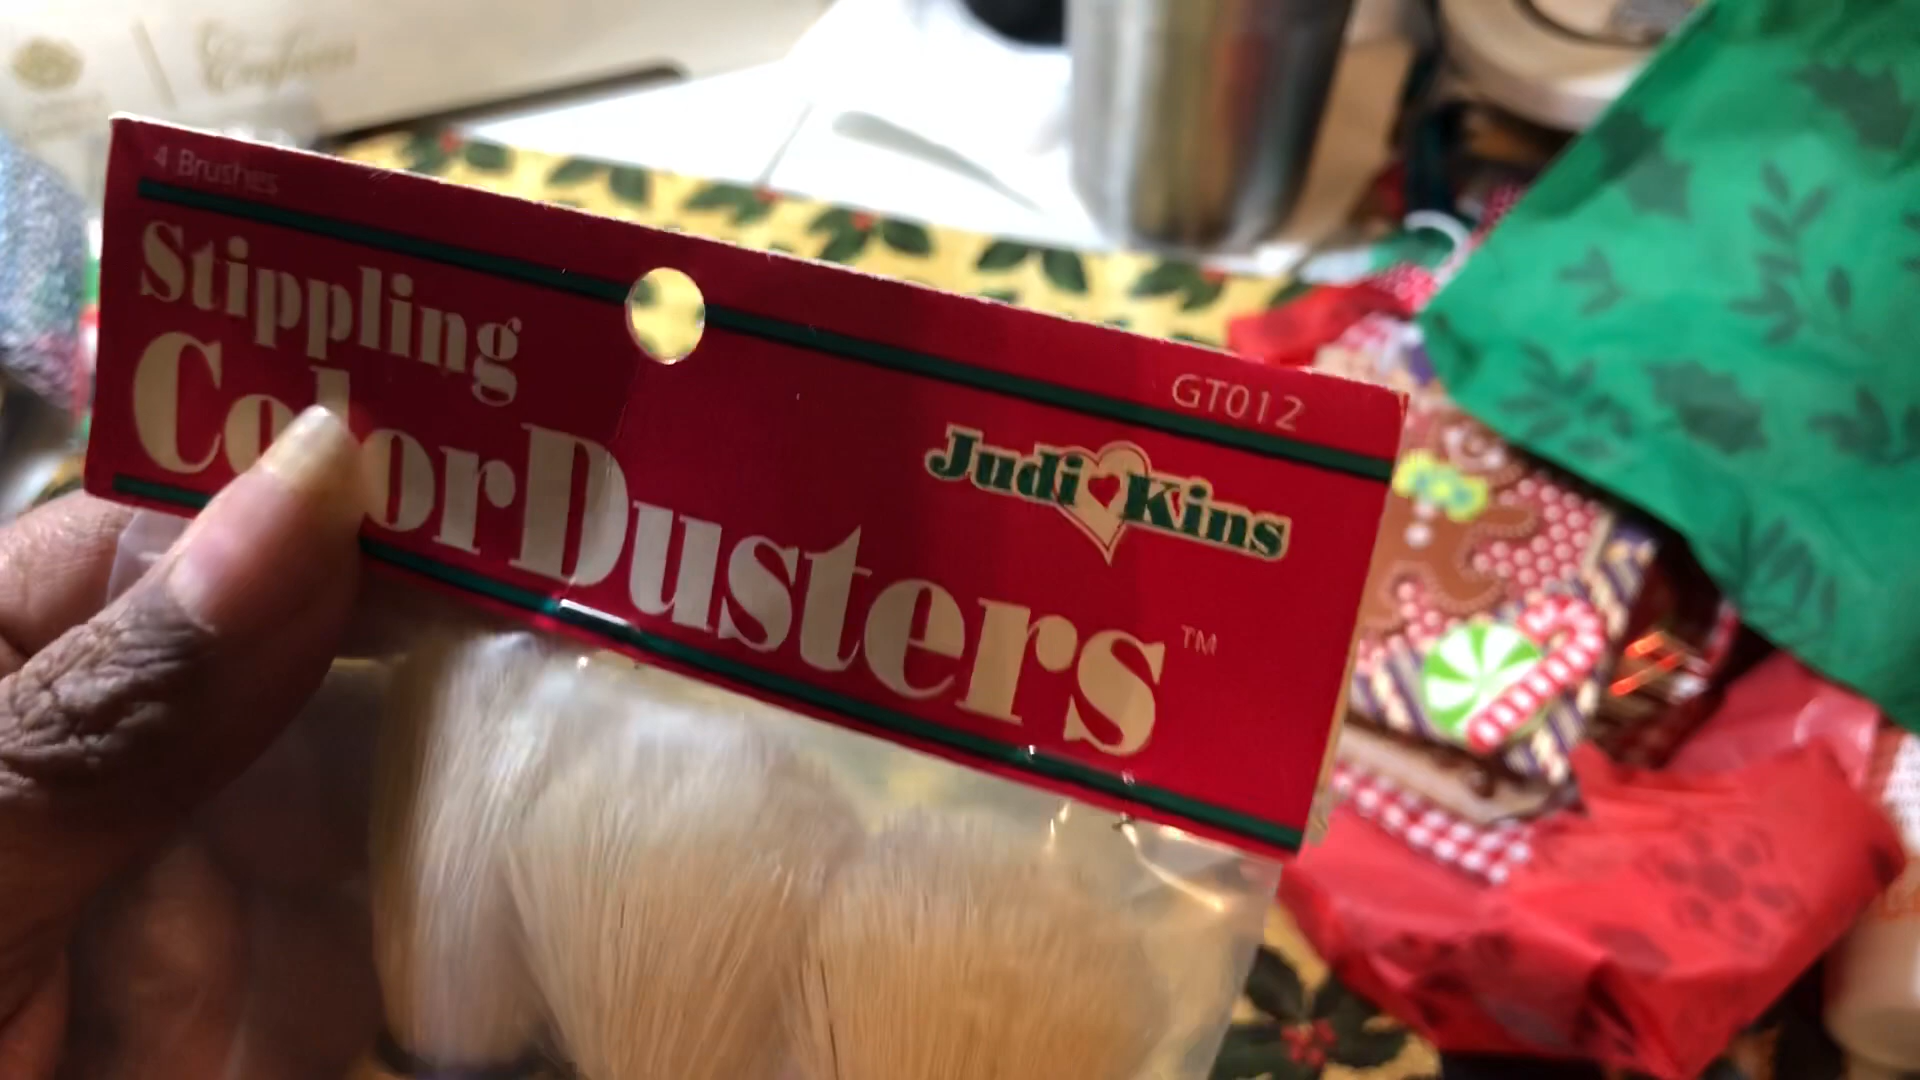 4 Brushes
Stippling
ColorDusters™
GT012
Judi Kins